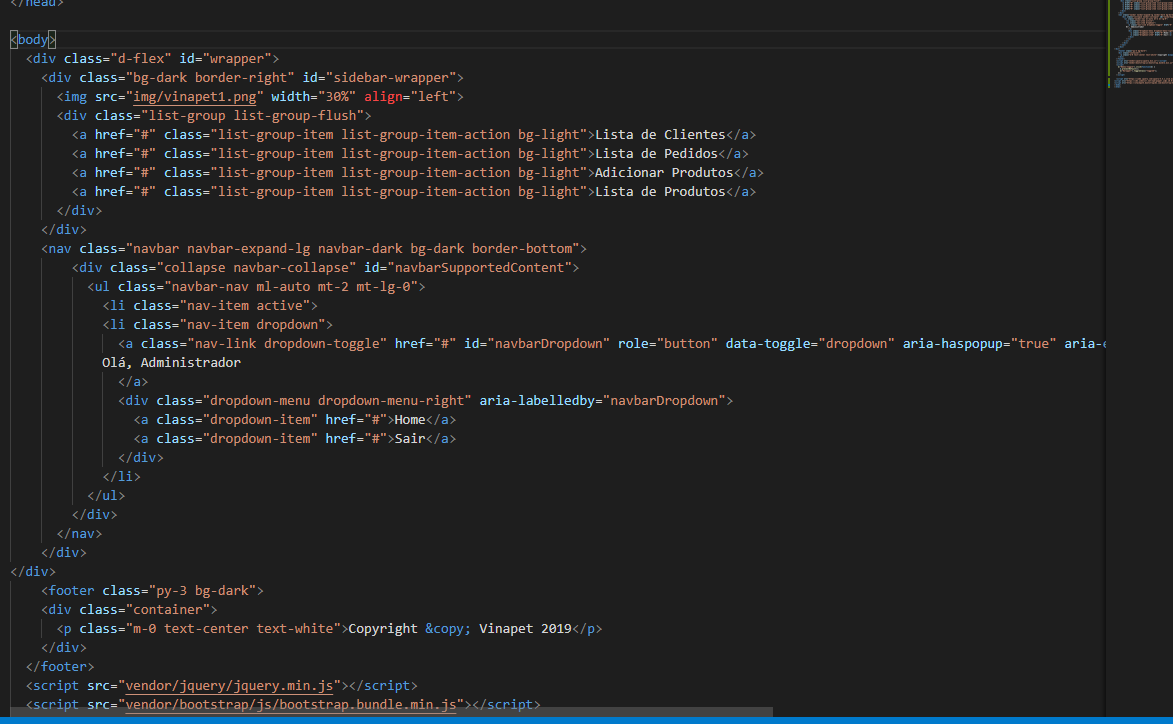 </head>
<body>
<div class="d-flex" id="wrapper">
<div class="bg-dark border-right" id="sidebar-wrapper">
<img src="img/vinapet1.png" width="30%" align="left">
<div class="list-group list-group-flush">
<a href="#" class="list-group-item list-group-item-action bg-light">Lista de Clientes</a>
<a href="#" class="list-group-item list-group-item-action bg-light">Lista de Pedidos</a>
<a href="#" class="list-group-item list-group-item-action bg-light">Adicionar Produtos</a>
<a href="#" class="list-group-item list-group-item-action bg-light">Lista de Produtos</a>
</div>
</div>
<nav class="navbar navbar-expand-lg navbar-dark bg-dark border-bottom">
<div class="collapse navbar-collapse" id="navbarSupportedContent">
<ul class="navbar-nav ml-auto mt-2 mt-lg-0">
<li class="nav-item active">
<li class="nav-item dropdown">
<a class="nav-link dropdown-toggle" href="#" id="navbarDropdown" role="button" data-toggle="dropdown" aria-haspopup="true" aria-
Olá, Administrador
</a>
<div class="dropdown-menu dropdown-menu-right" aria-labelledby="navbarDropdown">
<a class="dropdown-item" href="#">Home</a>
<a class="dropdown-item" href="#">Sair</a>
</div>
</li>
</ul>
</div>
</nav>
</div>
</div>
<footer class="py-3 bg-dark">
<div class="container">
<p class="m-0 text-center text-white">Copyright &copy; Vinapet 2019</p>
</div>
</footer>
<script src="vendor/jquery/jquery.min.js"></script>
<script src="vendor/bootstrap/js/bootstrap.bundle.min.js"></script>